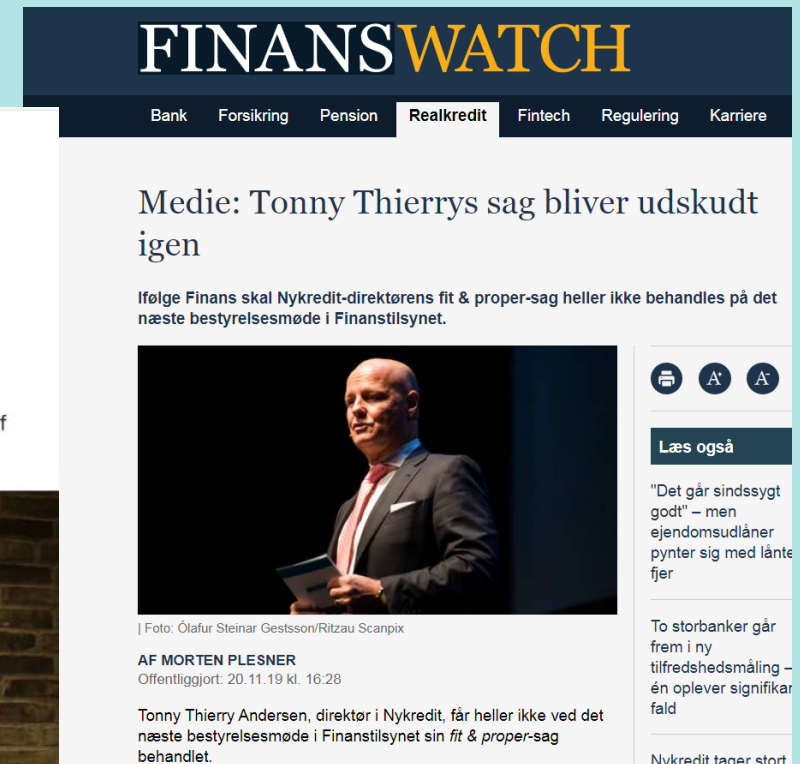 FINANSWATCH
Bank Forsikring Pension Realkredit Fintech Regulering Karriere
Medie: Tonny Thierrys sag bliver udskudt
igen
Ifølge Finans skal Nykredit-direktørens fit & proper-sag heller ikke behandles på det
næste bestyrelsesmøde i Finanstilsynet.
f
| Foto: Ólafur Steinar Gestsson/Ritzau Scanpix
AF MORTEN PLESNER
Offentliggjort: 20.11.19 kl. 16:28
Tonny Thierry Andersen, direktør i Nykredit, får heller ikke ved det
næste bestyrelsesmøde i Finanstilsynet sin fit & proper-sag
behandlet.
A+ A-
Læs også
"Det går sindssygt
godt" – men
ejendomsudlåner
pynter sig med lånte
fjer
To storbanker går
frem i ny
tilfredshedsmåling –
én oplever signifikan
fald
Nykredit tager stort